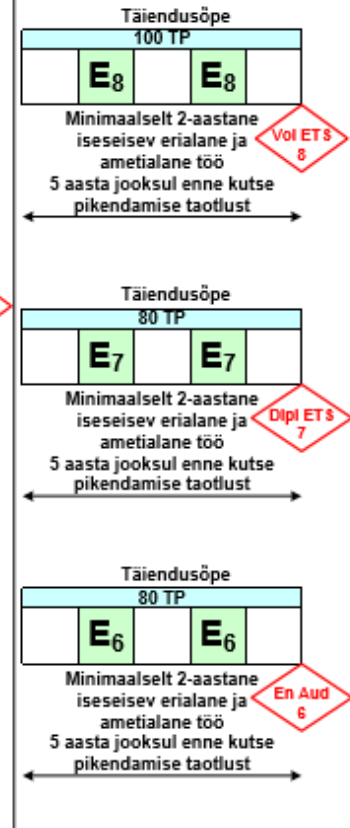 Täiendusõpe
100 TP
E8 E8
Minimaalselt 2-aastane
iseseisev erialane ja
ametialane töö
5 aasta jooksul enne kutse
pikendamise taotlust
Vol ETS
8
Täiendusõpe
80 TP
E7 E7
Minimaalselt 2-aastane
iseseisev erialane ja
ametialane töö
5 aasta jooksul enne kutse
pikendamise taotlust
Dipl ETS
7
Täiendusõpe
80 TP
E6 E6
Minimaalselt 2-aastane
iseseisev erialane ja
ametialane töö
5 aasta jooksul enne kutse
pikendamise taotlust
En Aud
6